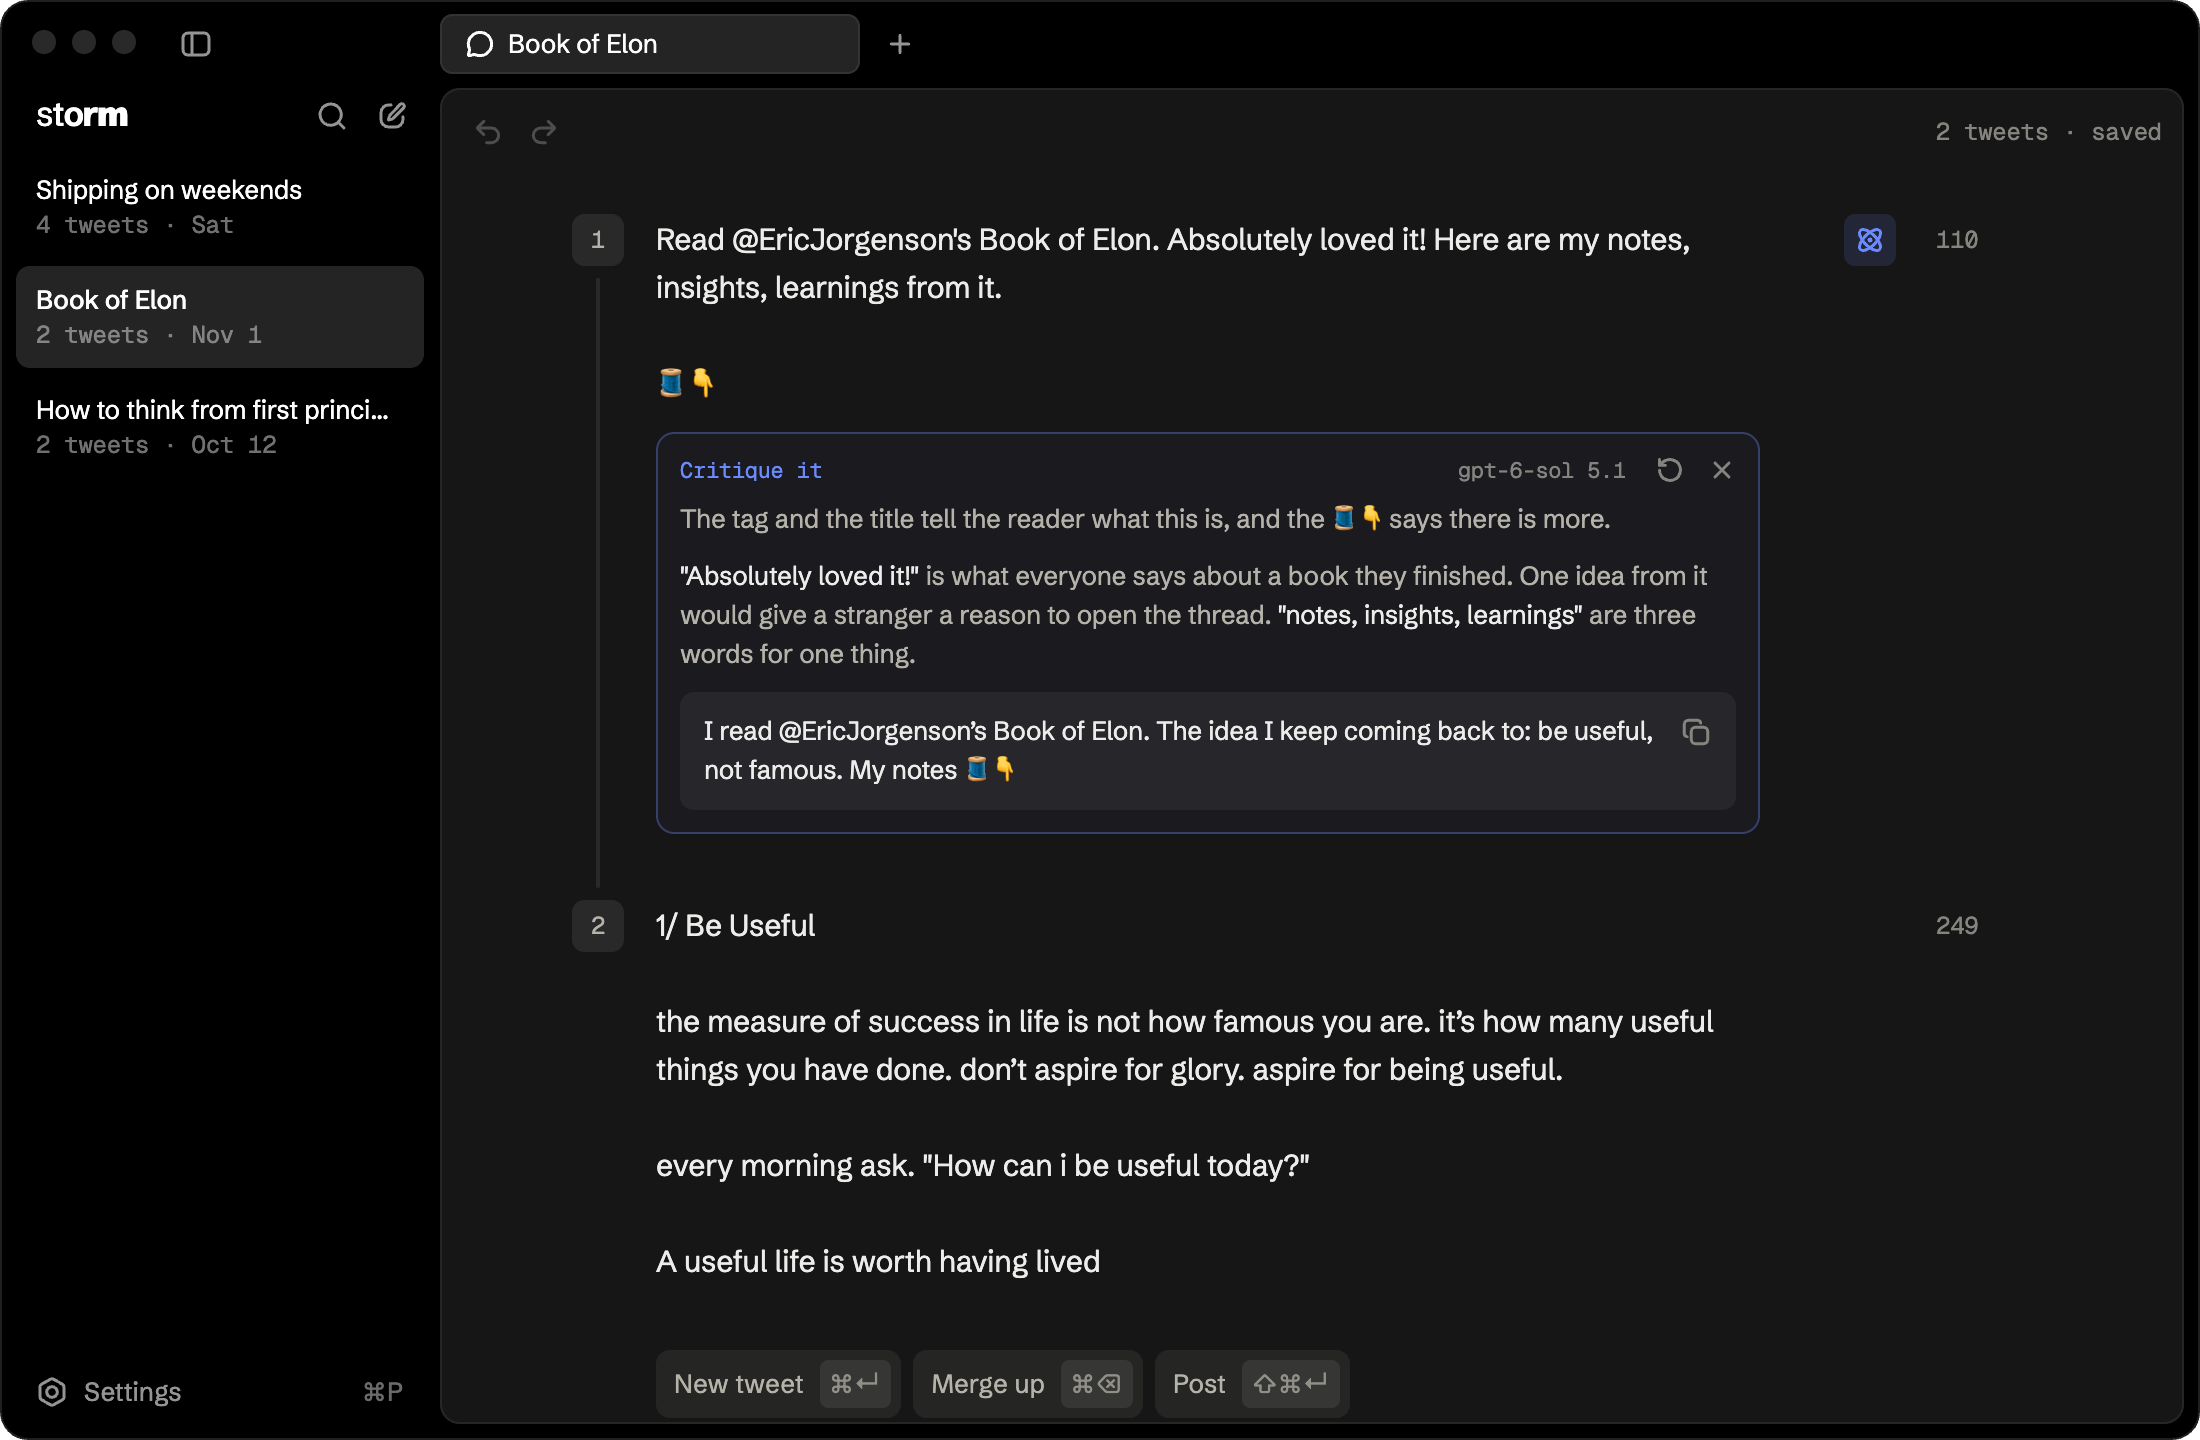 Book of Elon
storm
Shipping on weekends
4 tweets · Sat
Book of Elon
2 tweets · Nov 1
How to think from first princi...
2 tweets · Oct 12
Settings ⌘P
2 tweets · saved
1
Read @EricJorgenson's Book of Elon. Absolutely loved it! Here are my notes,
insights, learnings from it.
🧵👇
110
Critique it
gpt-6-sol 5.1
The tag and the title tell the reader what this is, and the 🧵👇 says there is more.
"Absolutely loved it!" is what everyone says about a book they finished. One idea from it
would give a stranger a reason to open the thread. "notes, insights, learnings" are three
words for one thing.
I read @EricJorgenson’s Book of Elon. The idea I keep coming back to: be useful,
not famous. My notes 🧵👇
2
1/ Be Useful
249
the measure of success in life is not how famous you are. it’s how many useful
things you have done. don’t aspire for glory. aspire for being useful.
every morning ask. "How can i be useful today?"
A useful life is worth having lived
New tweet ⌘↵
Merge up ⌘⌫
Post ⇧⌘↵